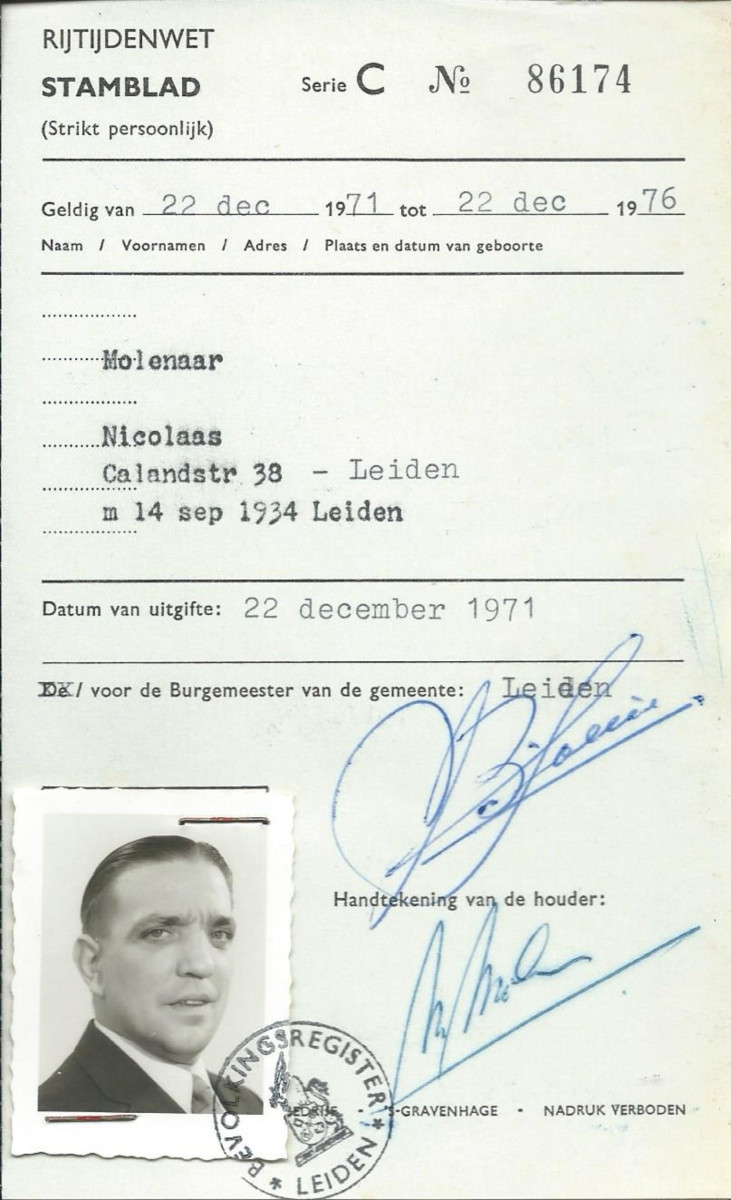 RIJTIJDENWET
STAMBLAD Serie C № 86174
(Strikt persoonlijk)
Geldig van 22 dec 1971 tot 22 dec 1976
Naam / Voornamen / Adres / Plaats en datum van geboorte
Molenaar
Nicolaas
Calandstr 38 - Leiden
m 14 sep 1934 Leiden
Datum van uitgifte: 22 december 1971
De / voor de Burgemeester van de gemeente: Leiden
Handtekening van de houder:
'S-GRAVENHAGE · NADRUK VERBODEN
BEVOLKINGSREGISTER
* LEIDEN *